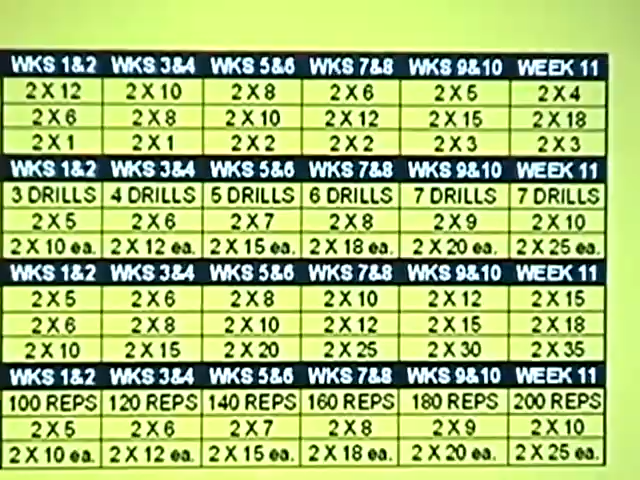 WKS 1&2 WKS 3&4 WKS 5&6 WKS 7&8 WKS 9&10 WEEK 11
2 X 12 2 X 10 2 X 8 2 X 6 2 X 5 2 X 4
2 X 6 2 X 8 2 X 10 2 X 12 2 X 15 2 X 18
2 X 1 2 X 1 2 X 2 2 X 2 2 X 3 2 X 3
WKS 1&2 WKS 3&4 WKS 5&6 WKS 7&8 WKS 9&10 WEEK 11
3 DRILLS 4 DRILLS 5 DRILLS 6 DRILLS 7 DRILLS 7 DRILLS
2 X 5 2 X 6 2 X 7 2 X 8 2 X 9 2 X 10
2 X 10 ea. 2 X 12 ea. 2 X 15 ea. 2 X 18 ea. 2 X 20 ea. 2 X 25 ea.
WKS 1&2 WKS 3&4 WKS 5&6 WKS 7&8 WKS 9&10 WEEK 11
2 X 5 2 X 6 2 X 8 2 X 10 2 X 12 2 X 15
2 X 6 2 X 8 2 X 10 2 X 12 2 X 15 2 X 18
2 X 10 2 X 15 2 X 20 2 X 25 2 X 30 2 X 35
WKS 1&2 WKS 3&4 WKS 5&6 WKS 7&8 WKS 9&10 WEEK 11
100 REPS 120 REPS 140 REPS 160 REPS 180 REPS 200 REPS
2 X 5 2 X 6 2 X 7 2 X 8 2 X 9 2 X 10
2 X 10 ea. 2 X 12 ea. 2 X 15 ea. 2 X 18 ea. 2 X 20 ea. 2 X 25 ea.